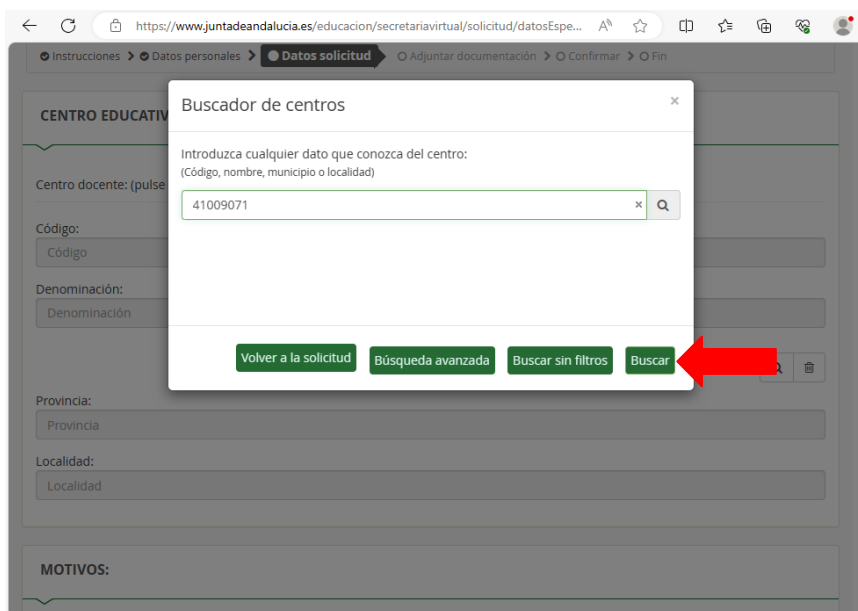 https://www.juntadeandalucia.es/educacion/secretariavirtual/solicitud/datosEspe...
Instrucciones > Datos personales > Datos solicitud Adjuntar documentación > Confirmar > Fin
Buscador de centros ×
CENTRO EDUCATIV
Introduzca cualquier dato que conozca del centro:
(Código, nombre, municipio o localidad)
Centro docente: (pulse
41009071 ×
Código:
Código
Denominación:
Denominación
Volver a la solicitud Búsqueda avanzada Buscar sin filtros Buscar
Provincia:
Provincia
Localidad:
Localidad
MOTIVOS: